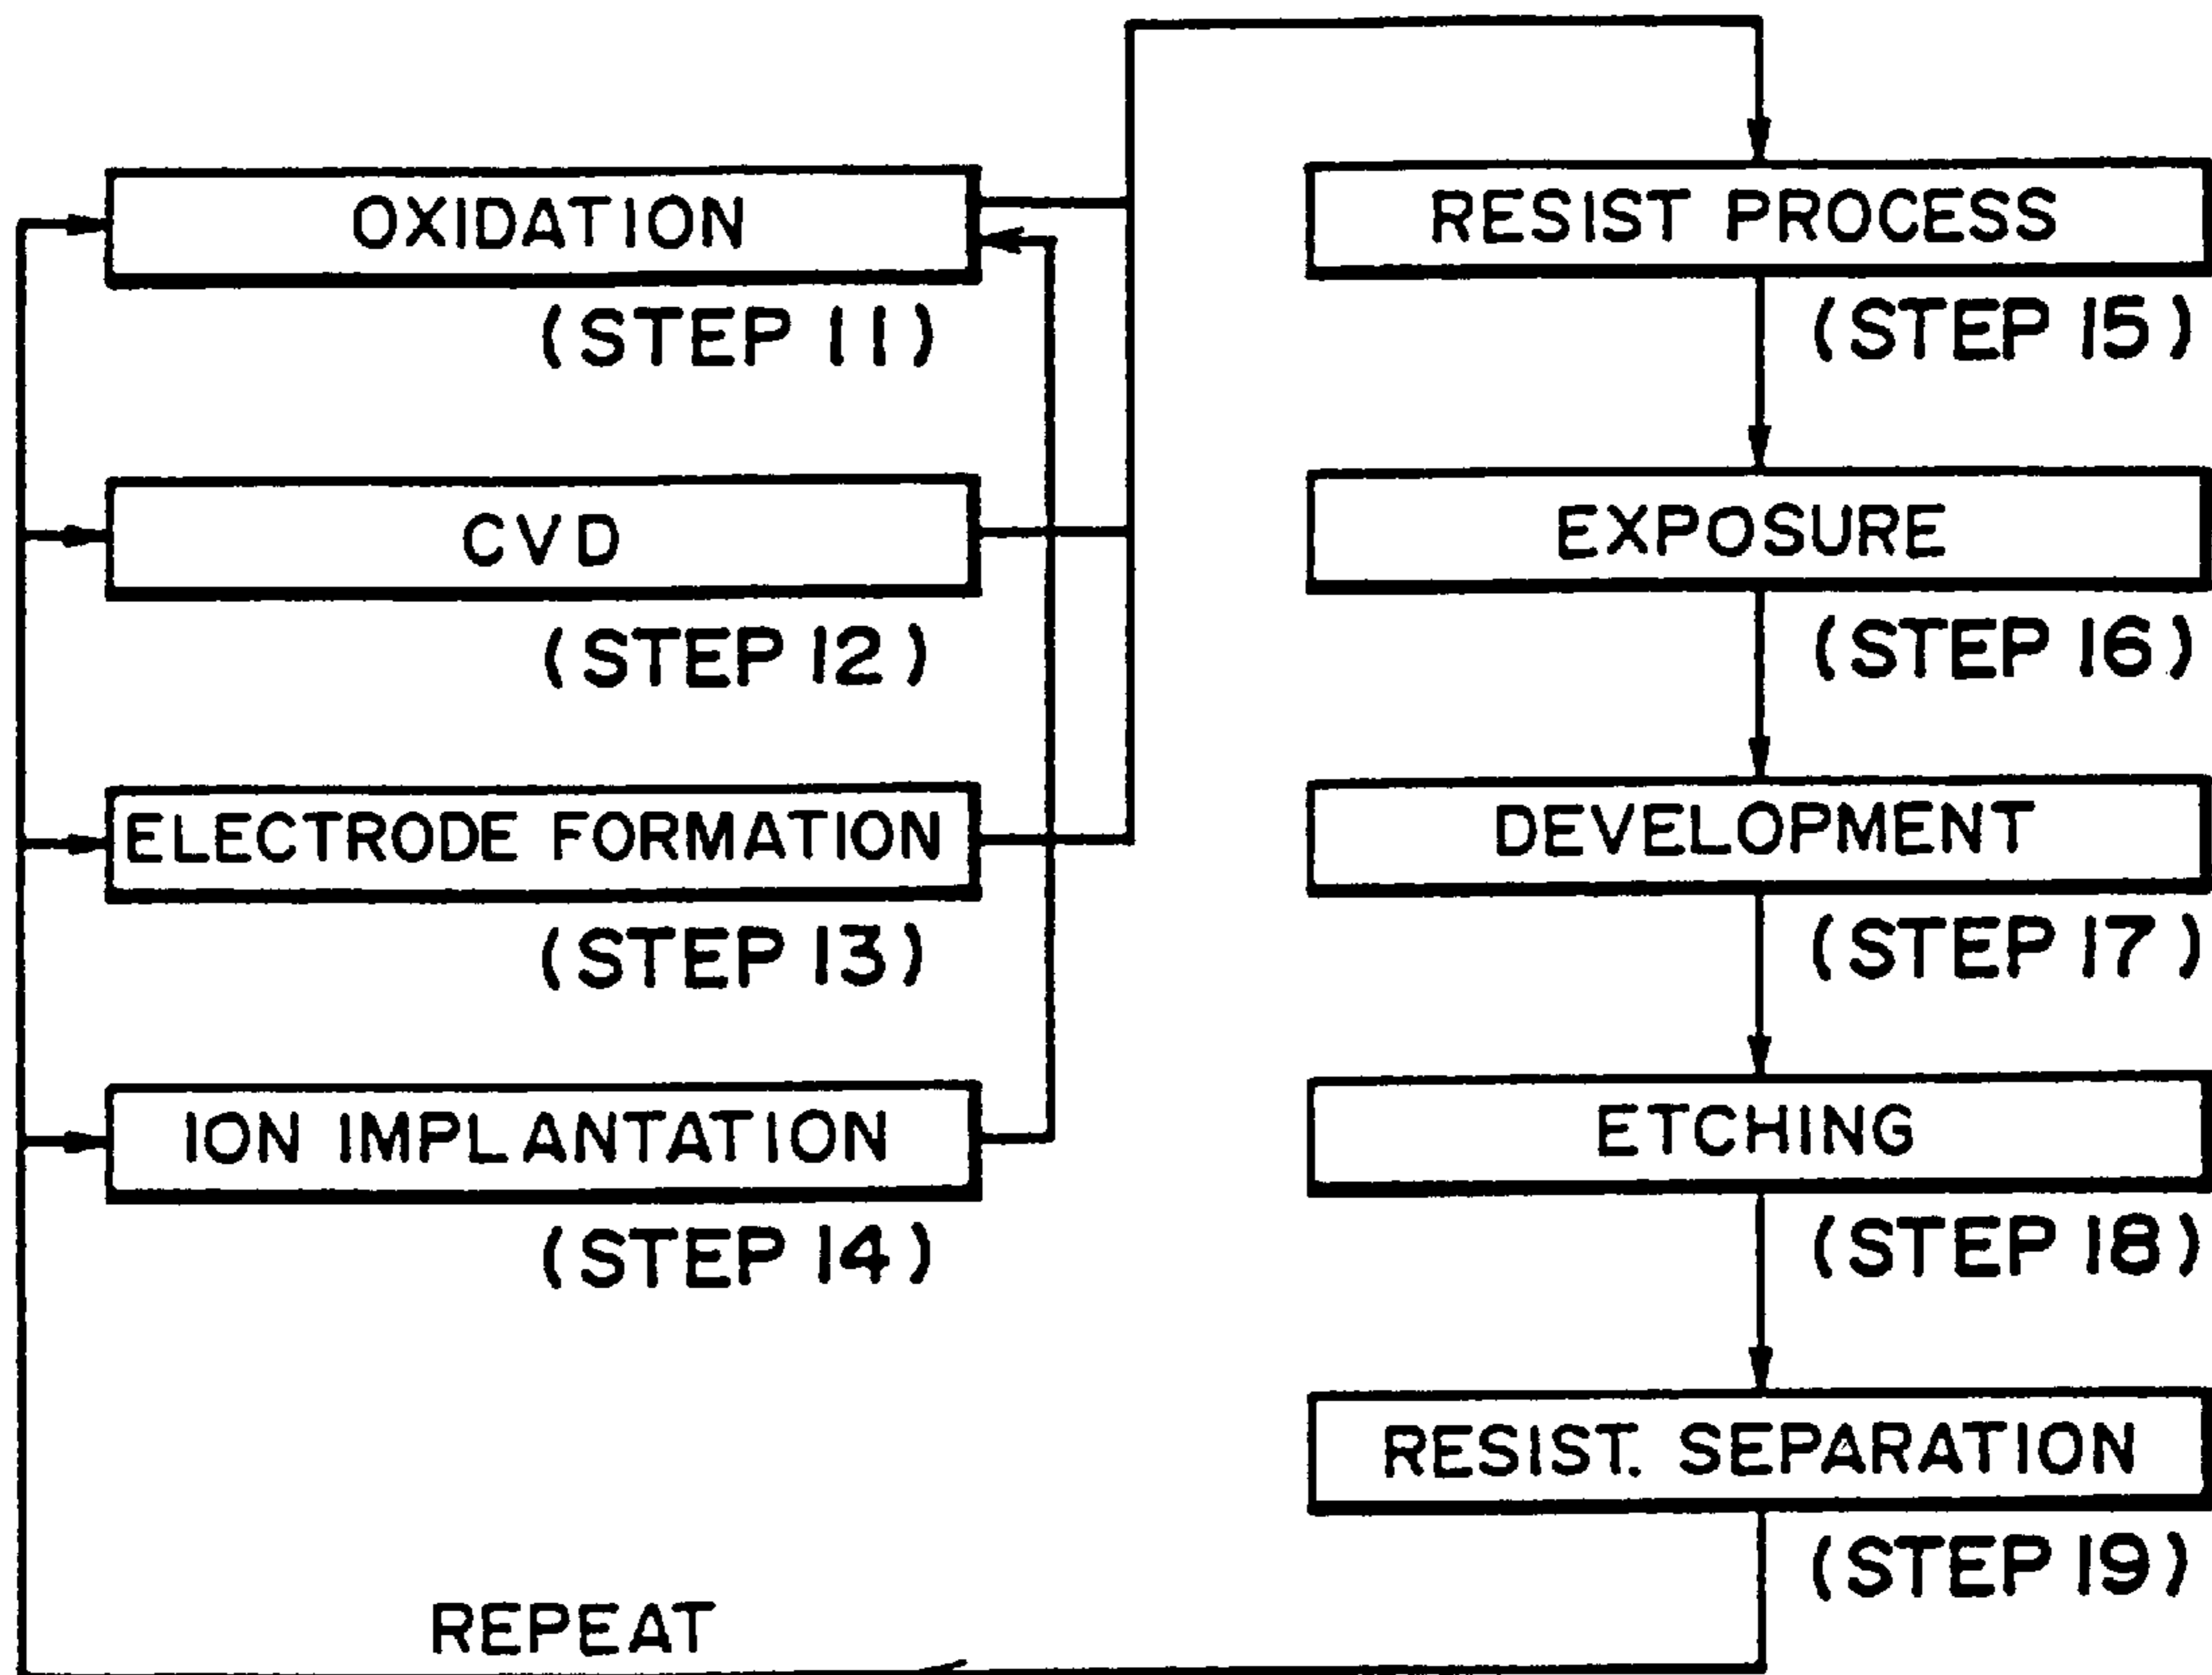 OXIDATION
(STEP 11)
CVD
(STEP 12)
ELECTRODE FORMATION
(STEP 13)
ION IMPLANTATION
(STEP 14)
REPEAT
RESIST PROCESS
(STEP 15)
EXPOSURE
(STEP 16)
DEVELOPMENT
(STEP 17)
ETCHING
(STEP 18)
RESIST. SEPARATION
(STEP 19)